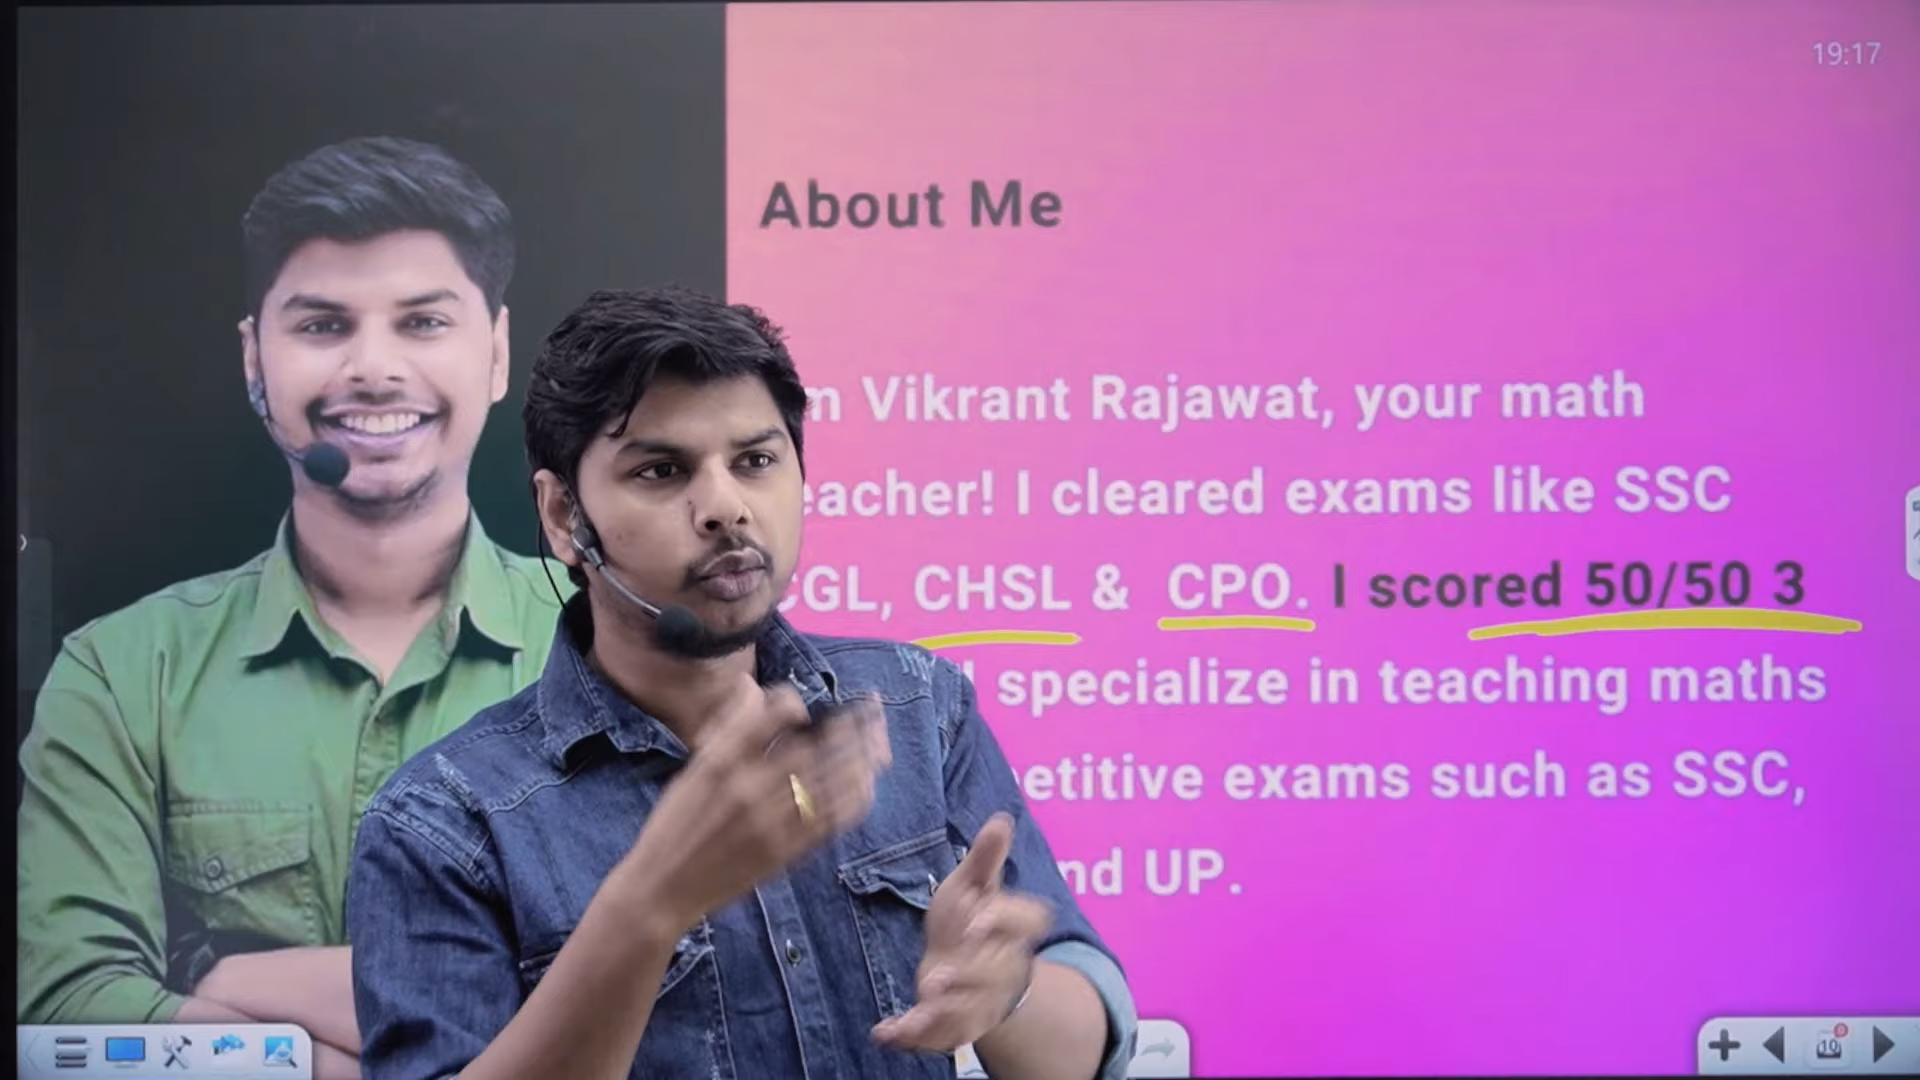 19:17
About Me
m Vikrant Rajawat, your math
eacher! I cleared exams like SSC
CGL, CHSL & CPO. I scored 50/50 3
I specialize in teaching maths
etitive exams such as SSC,
nd UP.
10